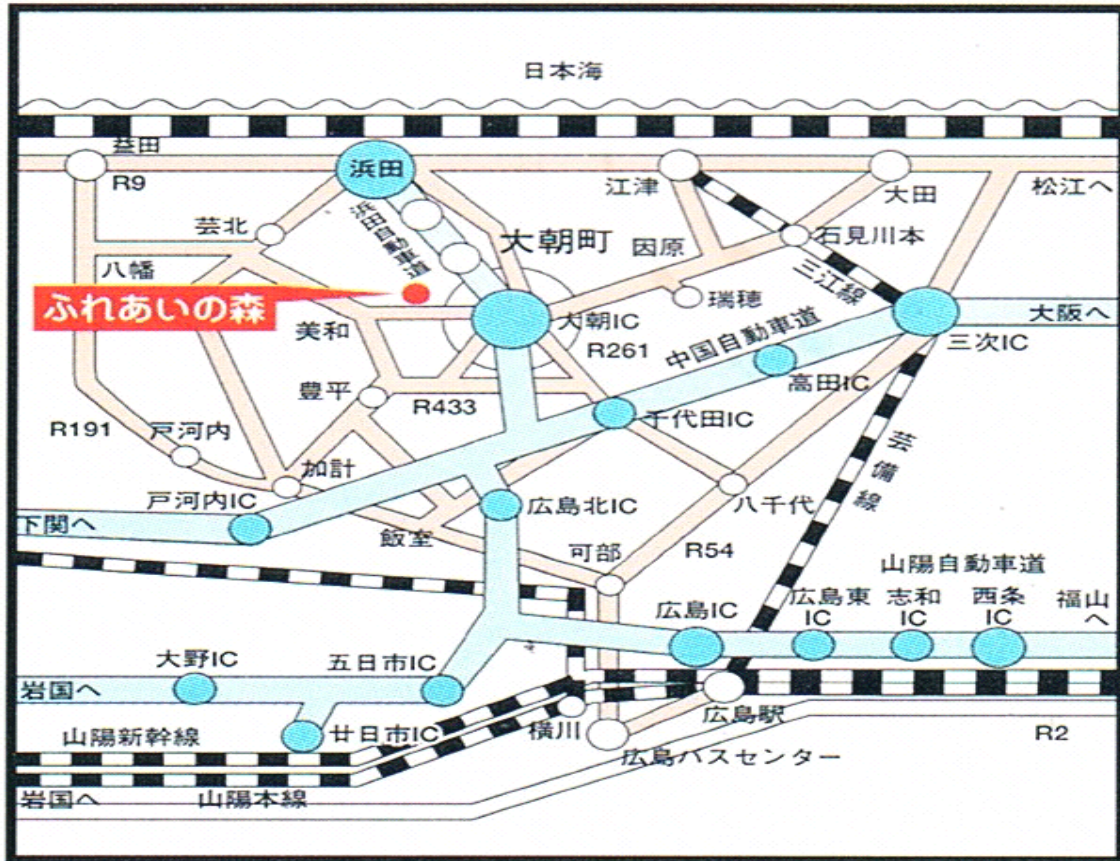 日本海
益田
浜田
R9
江津
大田
松江へ
芸北
浜田自動車道
大朝町
因原
石見川本
八幡
三江線
ふれあいの森
瑞穂
美和
大朝IC
大阪へ
R261
中国自動車道
三次IC
豊平
高田IC
R433
千代田IC
R191
戸河内
芸備線
加計
戸河内IC
広島北IC
八千代
下関へ
飯室
可部
R54
山陽自動車道
広島IC
広島東IC
志和IC
西条IC
福山へ
大野IC
五日市IC
岩国へ
廿日市IC
横川
広島駅
山陽新幹線
R2
広島バスセンター
岩国へ
山陽本線